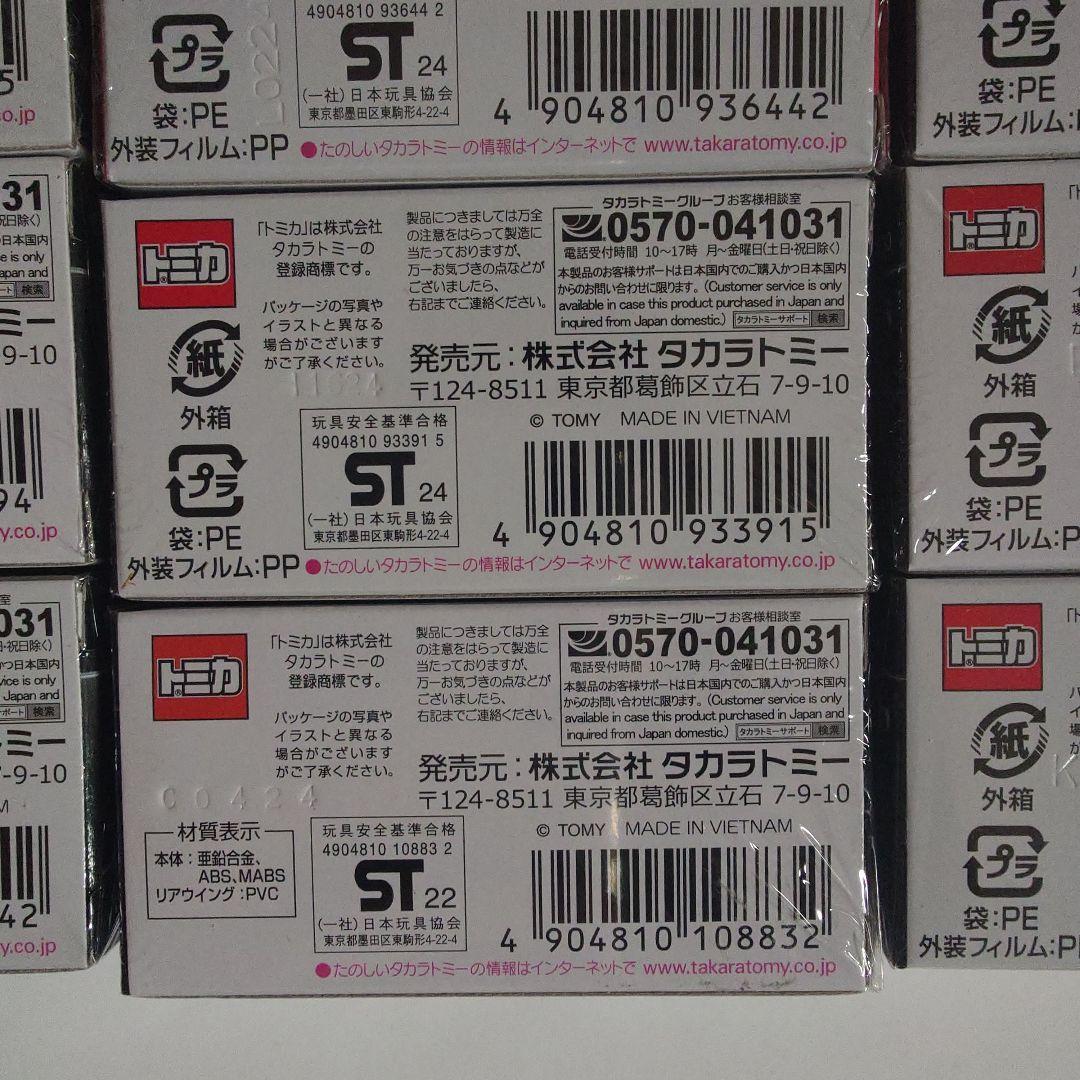 4904810 93644 2
プラ
ST 24
(一社)日本玩具協会
東京都墨田区東駒形4-22-4
袋:PE
外装フィルム:PP
4 904810 936442
●たのしいタカラトミーの情報はインターネットで www.takaratomy.co.jp
トミカ
「トミカ」は株式会社
タカラトミーの
登録商標です。
パッケージの写真や
イラストと異なる
場合がございます
がご了承ください。
製品につきましては万全
の注意をはらって製造に
当たっておりますが、
万一お気づきの点などが
ございましたら、
右記までご連絡ください。
タカラトミーグループお客様相談室
0570-041031
電話受付時間 10〜17時 月〜金曜日(土日・祝日除く)
本製品のお客様サポートは日本国内でのご購入かつ日本国内
からのお問い合わせに限ります。(Customer service is only
available in case this product purchased in Japan and
inquired from Japan domestic.) タカラトミーサポート 検索
発売元:株式会社 タカラトミー
〒124-8511 東京都葛飾区立石 7-9-10
紙
外箱
プラ
袋:PE
外装フィルム:PP
玩具安全基準合格
4904810 93391 5
ST 24
(一社)日本玩具協会
東京都墨田区東駒形4-22-4
© TOMY MADE IN VIETNAM
4 904810 933915
●たのしいタカラトミーの情報はインターネットで www.takaratomy.co.jp
トミカ
「トミカ」は株式会社
タカラトミーの
登録商標です。
パッケージの写真や
イラストと異なる
場合がございます
がご了承ください。
C0424
製品につきましては万全
の注意をはらって製造に
当たっておりますが、
万一お気づきの点などが
ございましたら、
右記までご連絡ください。
タカラトミーグループお客様相談室
0570-041031
電話受付時間 10〜17時 月〜金曜日(土日・祝日除く)
本製品のお客様サポートは日本国内でのご購入かつ日本国内
からのお問い合わせに限ります。(Customer service is only
available in case this product purchased in Japan and
inquired from Japan domestic.) タカラトミーサポート 検索
発売元:株式会社 タカラトミー
〒124-8511 東京都葛飾区立石 7-9-10
材質表示
本体:亜鉛合金、
ABS、MABS
リアウイング:PVC
玩具安全基準合格
4904810 10883 2
ST 22
(一社)日本玩具協会
東京都墨田区東駒形4-22-4
© TOMY MADE IN VIETNAM
4 904810 108832
●たのしいタカラトミーの情報はインターネットで www.takaratomy.co.jp
プラ
袋:PE
外装フィルム:
トミカ
紙
外箱
プラ
袋:PE
外装フィルム:P
トミカ
紙
外箱
プラ
袋:PE
外装フィルム:PP